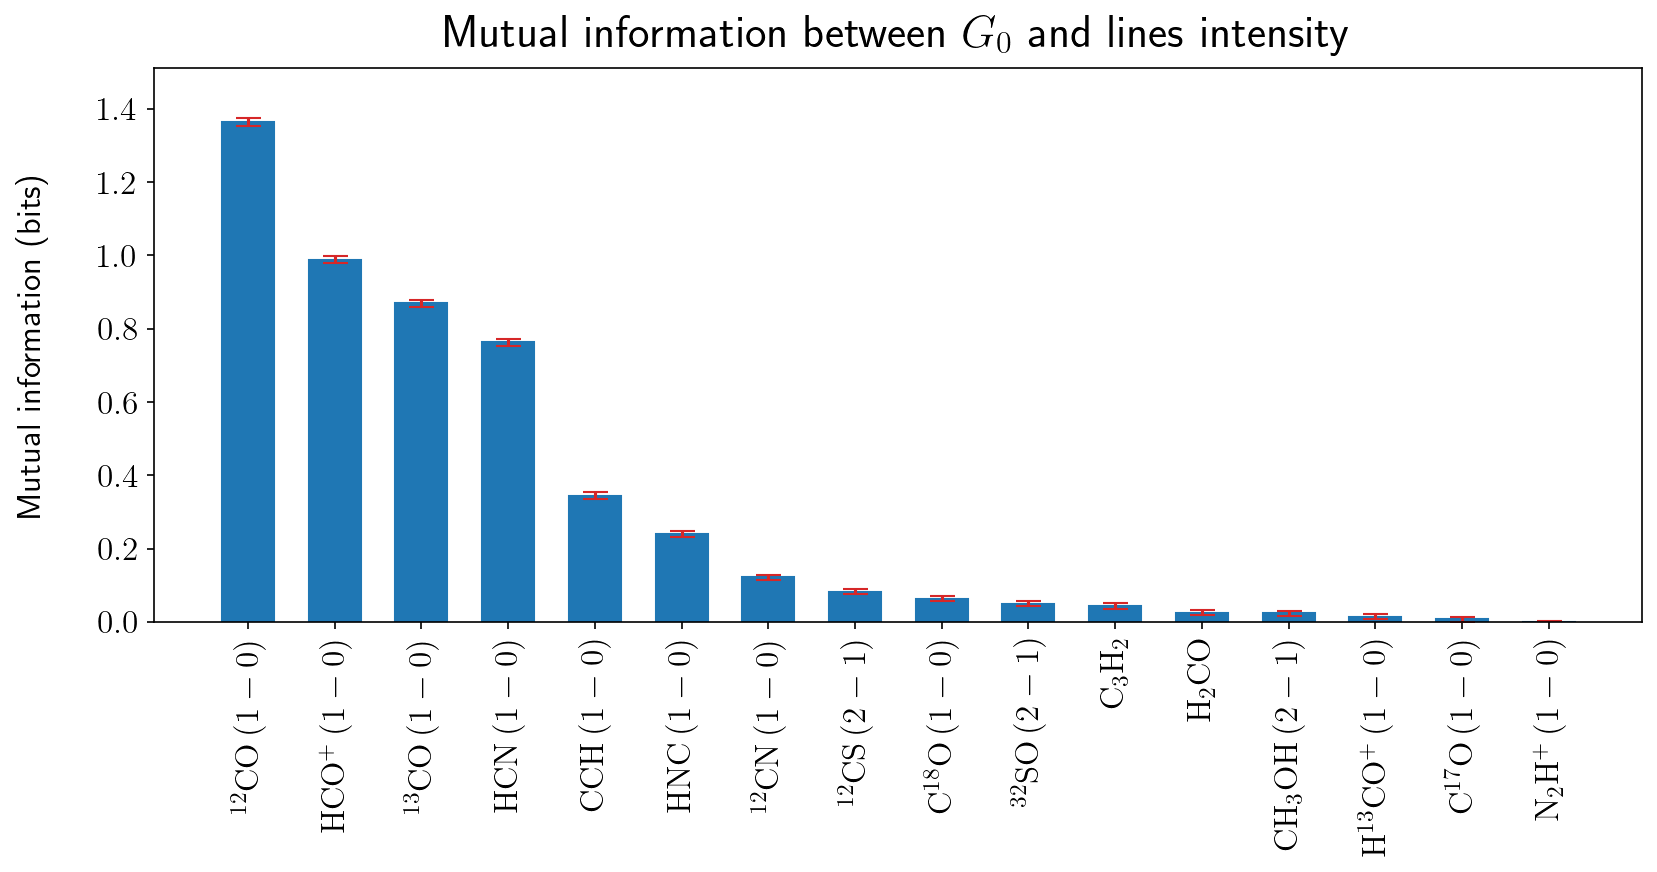 Mutual information between G₀ and lines intensity
Mutual information (bits)
1.4
1.2
1.0
0.8
0.6
0.4
0.2
0.0
¹²CO (1 − 0)
HCO⁺ (1 − 0)
¹³CO (1 − 0)
HCN (1 − 0)
CCH (1 − 0)
HNC (1 − 0)
¹²CN (1 − 0)
¹²CS (2 − 1)
C¹⁸O (1 − 0)
³²SO (2 − 1)
C₃H₂
H₂CO
CH₃OH (2 − 1)
H¹³CO⁺ (1 − 0)
C¹⁷O (1 − 0)
N₂H⁺ (1 − 0)